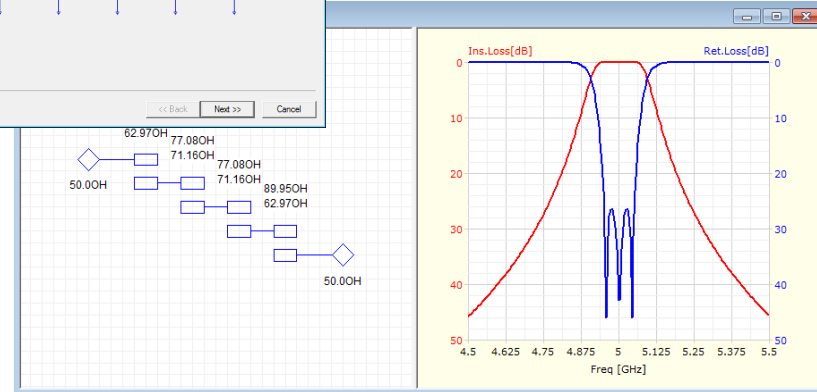 << Back Next >> Cancel
62.97OH
77.08OH
71.16OH
77.08OH
71.16OH
89.95OH
62.97OH
50.0OH
50.0OH
Ins.Loss[dB] Ret.Loss[dB]
0 0
10 10
20 20
30 30
40 40
50 50
4.5 4.625 4.75 4.875 5 5.125 5.25 5.375 5.5
Freq [GHz]